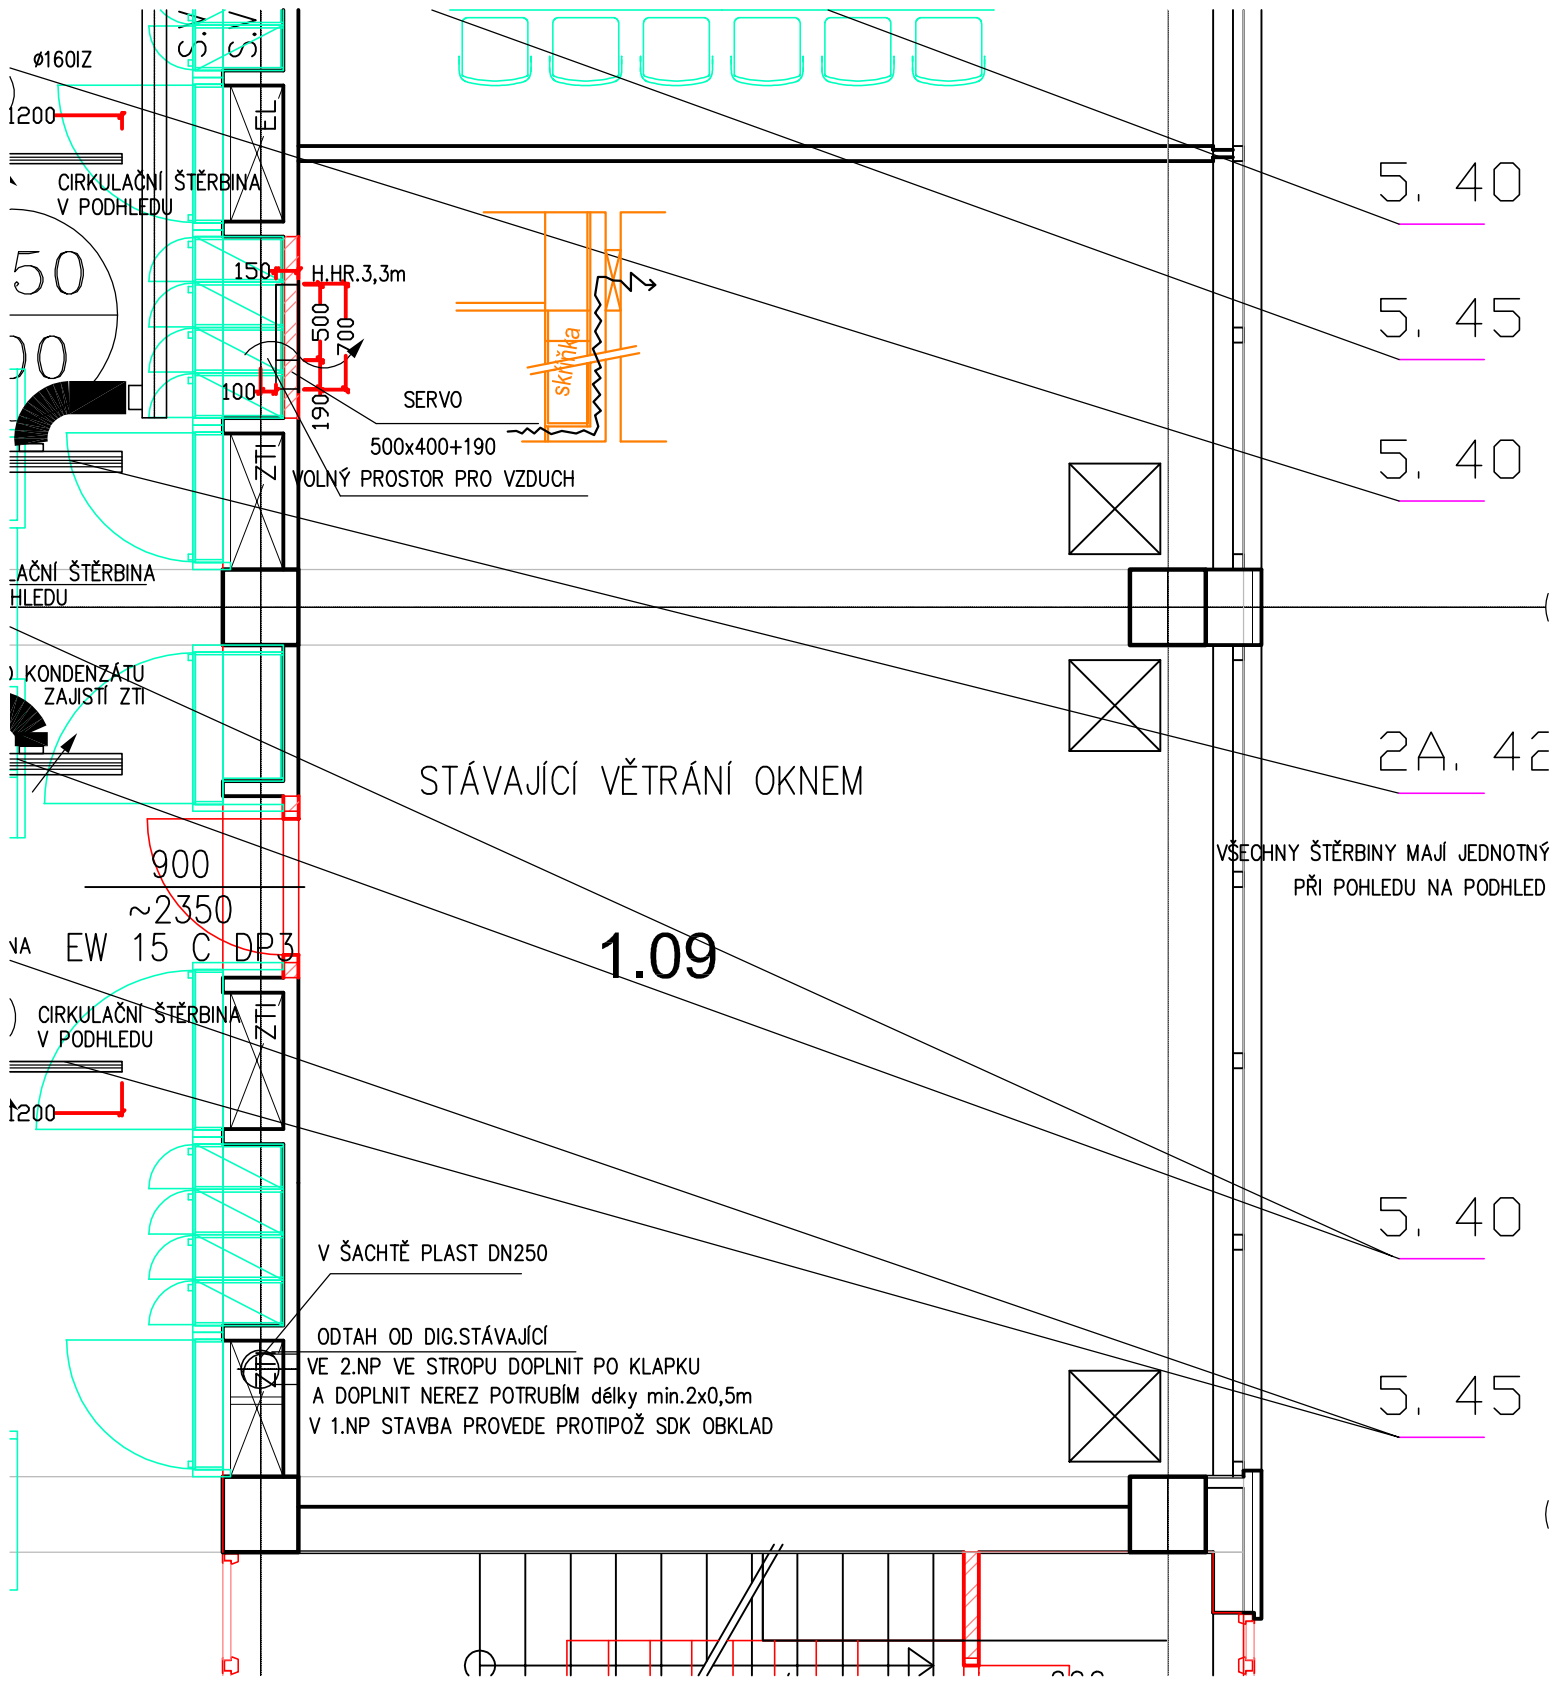 S.V
S.V
ø160IZ
1200
EL
CIRKULAČNÍ ŠTĚRBINA
V PODHLEDU
5. 40
50
150
H.HR.3,3m
500
700
5. 45
00
skříňka
100
190
SERVO
500x400+190
VOLNÝ PROSTOR PRO VZDUCH
ZTI
5. 40
LAČNÍ ŠTĚRBINA
HLEDU
KONDENZÁTU
ZAJISTÍ ZTI
STÁVAJÍCÍ VĚTRÁNÍ OKNEM
2A. 42
VŠECHNY ŠTĚRBINY MAJÍ JEDNOTNÝ
PŘI POHLEDU NA PODHLED
900
~2350
NA EW 15 C DP3
1.09
CIRKULAČNÍ ŠTĚRBINA
V PODHLEDU
ZTI
1200
5. 40
V ŠACHTĚ PLAST DN250
ODTAH OD DIG.STÁVAJÍCÍ
VE 2.NP VE STROPU DOPLNIT PO KLAPKU
A DOPLNIT NEREZ POTRUBÍM délky min.2x0,5m
V 1.NP STAVBA PROVEDE PROTIPOŽ SDK OBKLAD
ZTI
5. 45